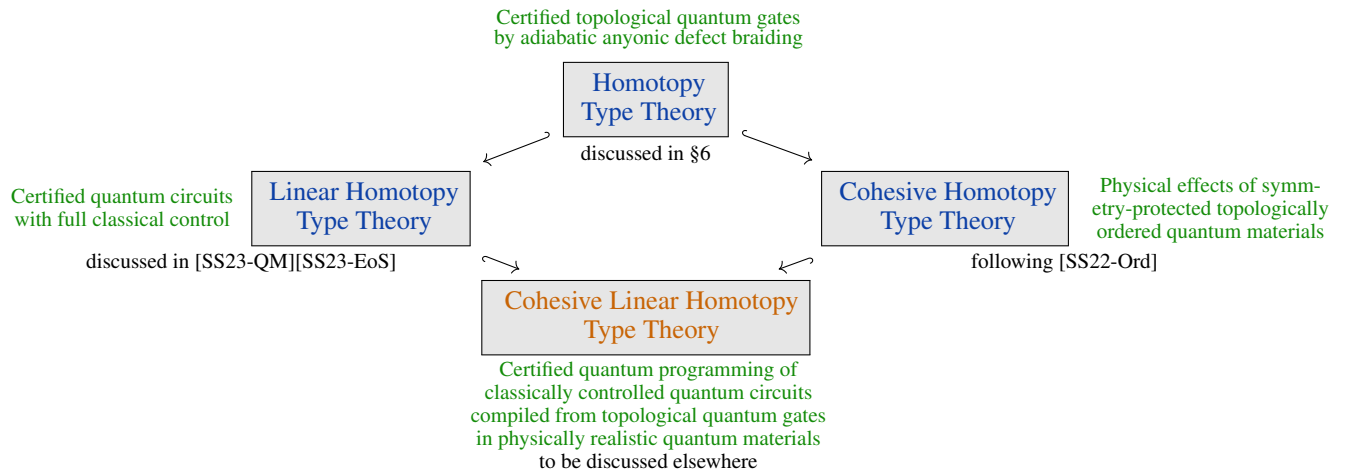 Certified topological quantum gates
by adiabatic anyonic defect braiding
Homotopy
Type Theory
discussed in §6
Certified quantum circuits
with full classical control
Linear Homotopy
Type Theory
discussed in [SS23-QM][SS23-EoS]
Cohesive Homotopy
Type Theory
following [SS22-Ord]
Physical effects of symm-
etry-protected topologically
ordered quantum materials
Cohesive Linear Homotopy
Type Theory
Certified quantum programming of
classically controlled quantum circuits
compiled from topological quantum gates
in physically realistic quantum materials
to be discussed elsewhere